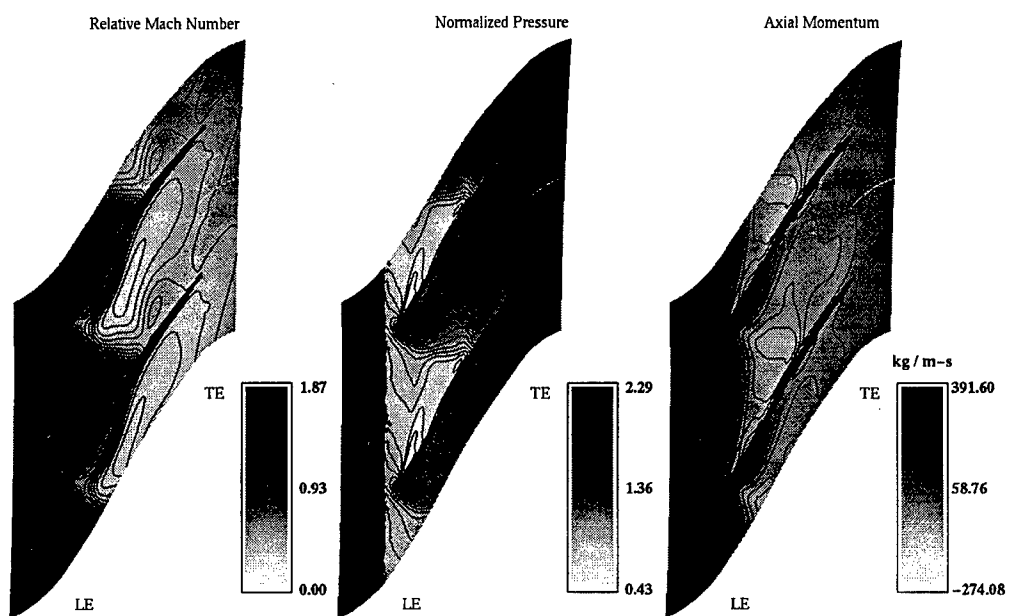 Relative Mach Number
Normalized Pressure
Axial Momentum
TE
1.87
0.93
0.00
LE
TE
2.29
1.36
0.43
LE
kg / m-s
TE
391.60
58.76
-274.08
LE